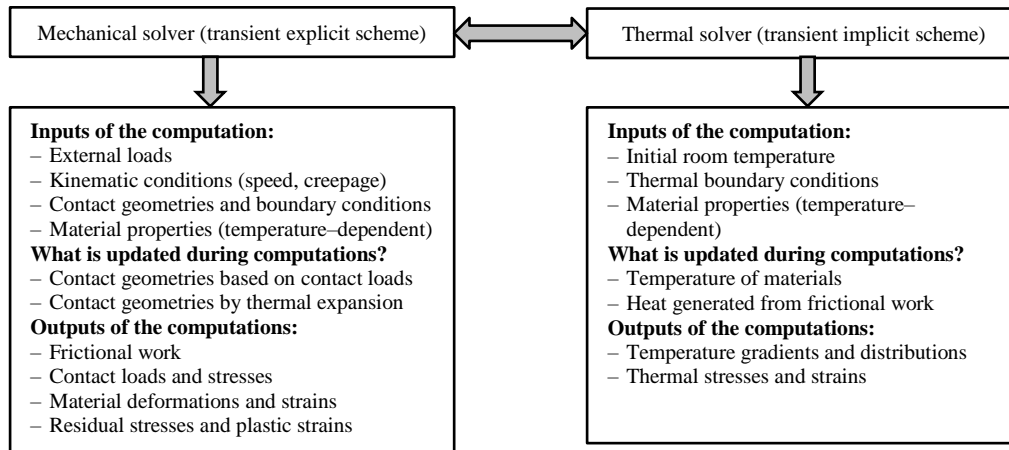 Mechanical solver (transient explicit scheme)
Thermal solver (transient implicit scheme)
Inputs of the computation:
– External loads
– Kinematic conditions (speed, creepage)
– Contact geometries and boundary conditions
– Material properties (temperature–dependent)
What is updated during computations?
– Contact geometries based on contact loads
– Contact geometries by thermal expansion
Outputs of the computations:
– Frictional work
– Contact loads and stresses
– Material deformations and strains
– Residual stresses and plastic strains
Inputs of the computation:
– Initial room temperature
– Thermal boundary conditions
– Material properties (temperature–
dependent)
What is updated during computations?
– Temperature of materials
– Heat generated from frictional work
Outputs of the computations:
– Temperature gradients and distributions
– Thermal stresses and strains